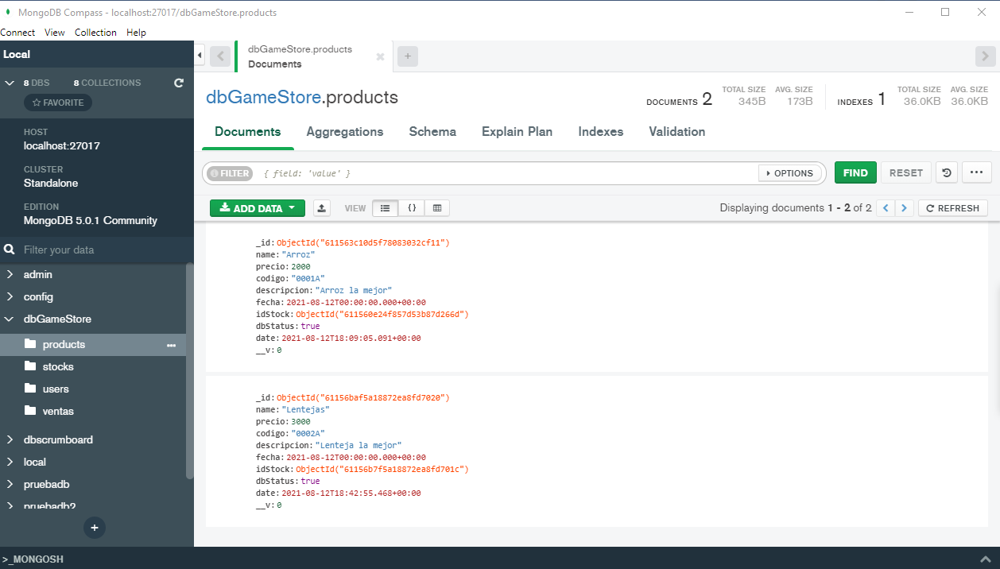 MongoDB Compass - localhost:27017/dbGameStore.products
Connect View Collection Help
Local
8 DBS 8 COLLECTIONS
FAVORITE
HOST
localhost:27017
CLUSTER
Standalone
EDITION
MongoDB 5.0.1 Community
Filter your data
admin
config
dbGameStore
products
stocks
users
ventas
dbscrumboard
local
pruebadb
pruebadb2
dbGameStore.products
Documents
dbGameStore.products
DOCUMENTS 2 TOTAL SIZE 345B AVG. SIZE 173B INDEXES 1 TOTAL SIZE 36.0KB AVG. SIZE 36.0KB
Documents Aggregations Schema Explain Plan Indexes Validation
FILTER { field: 'value' } OPTIONS FIND RESET
ADD DATA VIEW {} Displaying documents 1 - 2 of 2 REFRESH
_id: ObjectId("611563c10d5f78083032cf11")
name: "Arroz"
precio: 2000
codigo: "0001A"
descripcion: "Arroz la mejor"
fecha: 2021-08-12T00:00:00.000+00:00
idStock: ObjectId("611560e24f857d53b87d266d")
dbStatus: true
date: 2021-08-12T18:09:05.091+00:00
__v: 0
_id: ObjectId("61156baf5a18872ea8fd7020")
name: "Lentejas"
precio: 3000
codigo: "0002A"
descripcion: "Lenteja la mejor"
fecha: 2021-08-12T00:00:00.000+00:00
idStock: ObjectId("61156b7f5a18872ea8fd701c")
dbStatus: true
date: 2021-08-12T18:42:55.468+00:00
__v: 0
>_MONGOSH